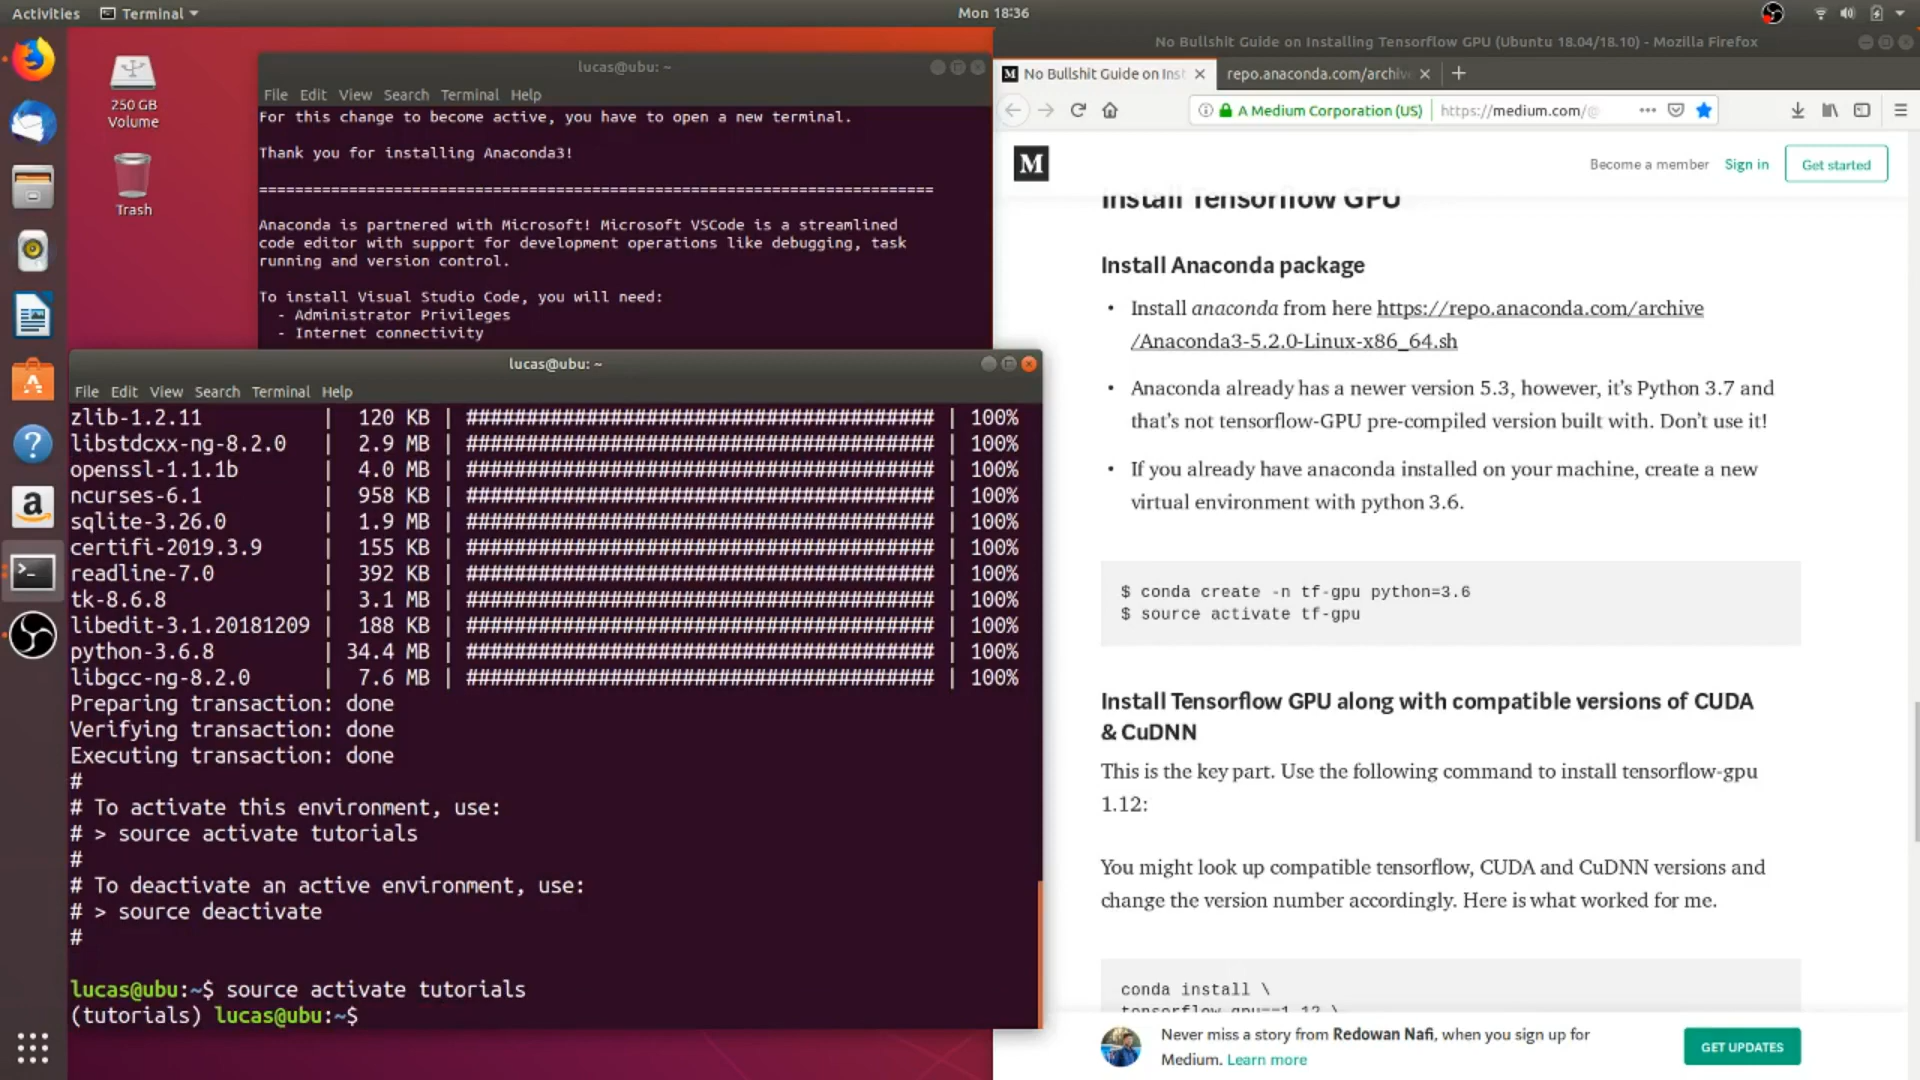 Activities
Terminal
Mon 18:36
250 GB
Volume
Trash
lucas@ubu: ~
File Edit View Search Terminal Help
For this change to become active, you have to open a new terminal.
Thank you for installing Anaconda3!
===========================================================================
Anaconda is partnered with Microsoft! Microsoft VSCode is a streamlined
code editor with support for development operations like debugging, task
running and version control.
To install Visual Studio Code, you will need:
- Administrator Privileges
- Internet connectivity
lucas@ubu: ~
File Edit View Search Terminal Help
zlib-1.2.11 | 120 KB | ####################################### | 100%
libstdcxx-ng-8.2.0 | 2.9 MB | ####################################### | 100%
openssl-1.1.1b | 4.0 MB | ####################################### | 100%
ncurses-6.1 | 958 KB | ####################################### | 100%
sqlite-3.26.0 | 1.9 MB | ####################################### | 100%
certifi-2019.3.9 | 155 KB | ####################################### | 100%
readline-7.0 | 392 KB | ####################################### | 100%
tk-8.6.8 | 3.1 MB | ####################################### | 100%
libedit-3.1.20181209 | 188 KB | ####################################### | 100%
python-3.6.8 | 34.4 MB | ####################################### | 100%
libgcc-ng-8.2.0 | 7.6 MB | ####################################### | 100%
Preparing transaction: done
Verifying transaction: done
Executing transaction: done
#
# To activate this environment, use:
# > source activate tutorials
#
# To deactivate an active environment, use:
# > source deactivate
#
lucas@ubu:~$ source activate tutorials
(tutorials) lucas@ubu:~$
No Bullshit Guide on Installing Tensorflow GPU (Ubuntu 18.04/18.10) - Mozilla Firefox
M No Bullshit Guide on Inst
repo.anaconda.com/archiv
A Medium Corporation (US) https://medium.com/@
M
Become a member Sign in Get started
Install Tensorflow GPU
Install Anaconda package
• Install anaconda from here https://repo.anaconda.com/archive
/Anaconda3-5.2.0-Linux-x86_64.sh
• Anaconda already has a newer version 5.3, however, it's Python 3.7 and
that's not tensorflow-GPU pre-compiled version built with. Don't use it!
• If you already have anaconda installed on your machine, create a new
virtual environment with python 3.6.
$ conda create -n tf-gpu python=3.6
$ source activate tf-gpu
Install Tensorflow GPU along with compatible versions of CUDA
& CuDNN
This is the key part. Use the following command to install tensorflow-gpu
1.12:
You might look up compatible tensorflow, CUDA and CuDNN versions and
change the version number accordingly. Here is what worked for me.
conda install \
tensorflow-gpu==1.12 \
Never miss a story from Redowan Nafi, when you sign up for
Medium. Learn more
GET UPDATES